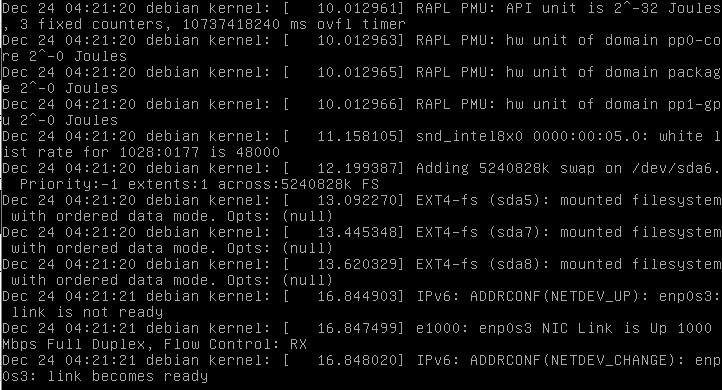 Dec 24 04:21:20 debian kernel: [   10.012961] RAPL PMU: API unit is 2^-32 Joules
, 3 fixed counters, 10737418240 ms ovfl timer
Dec 24 04:21:20 debian kernel: [   10.012963] RAPL PMU: hw unit of domain pp0-co
re 2^-0 Joules
Dec 24 04:21:20 debian kernel: [   10.012965] RAPL PMU: hw unit of domain packag
e 2^-0 Joules
Dec 24 04:21:20 debian kernel: [   10.012966] RAPL PMU: hw unit of domain pp1-gp
u 2^-0 Joules
Dec 24 04:21:20 debian kernel: [   11.158105] snd_intel8x0 0000:00:05.0: white l
ist rate for 1028:0177 is 48000
Dec 24 04:21:20 debian kernel: [   12.199387] Adding 5240828k swap on /dev/sda6.
  Priority:-1 extents:1 across:5240828k FS
Dec 24 04:21:20 debian kernel: [   13.092270] EXT4-fs (sda5): mounted filesystem
 with ordered data mode. Opts: (null)
Dec 24 04:21:20 debian kernel: [   13.445348] EXT4-fs (sda7): mounted filesystem
 with ordered data mode. Opts: (null)
Dec 24 04:21:20 debian kernel: [   13.620329] EXT4-fs (sda8): mounted filesystem
 with ordered data mode. Opts: (null)
Dec 24 04:21:21 debian kernel: [   16.844903] IPv6: ADDRCONF(NETDEV_UP): enp0s3:
 link is not ready
Dec 24 04:21:21 debian kernel: [   16.847499] e1000: enp0s3 NIC Link is Up 1000 
Mbps Full Duplex, Flow Control: RX
Dec 24 04:21:21 debian kernel: [   16.848020] IPv6: ADDRCONF(NETDEV_CHANGE): enp
0s3: link becomes ready